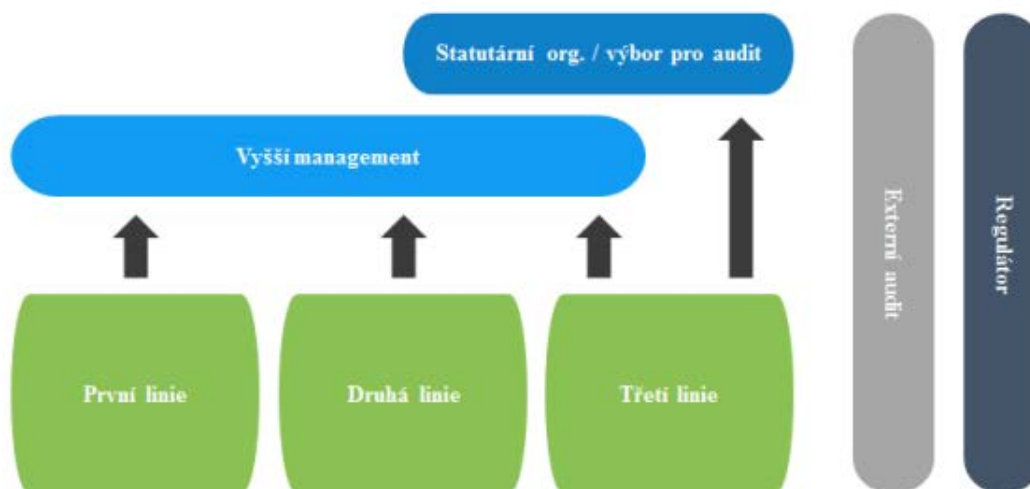 Statutární org. / výbor pro audit
Vyšší management
První linie
Druhá linie
Třetí linie
Externí audit
Regulátor